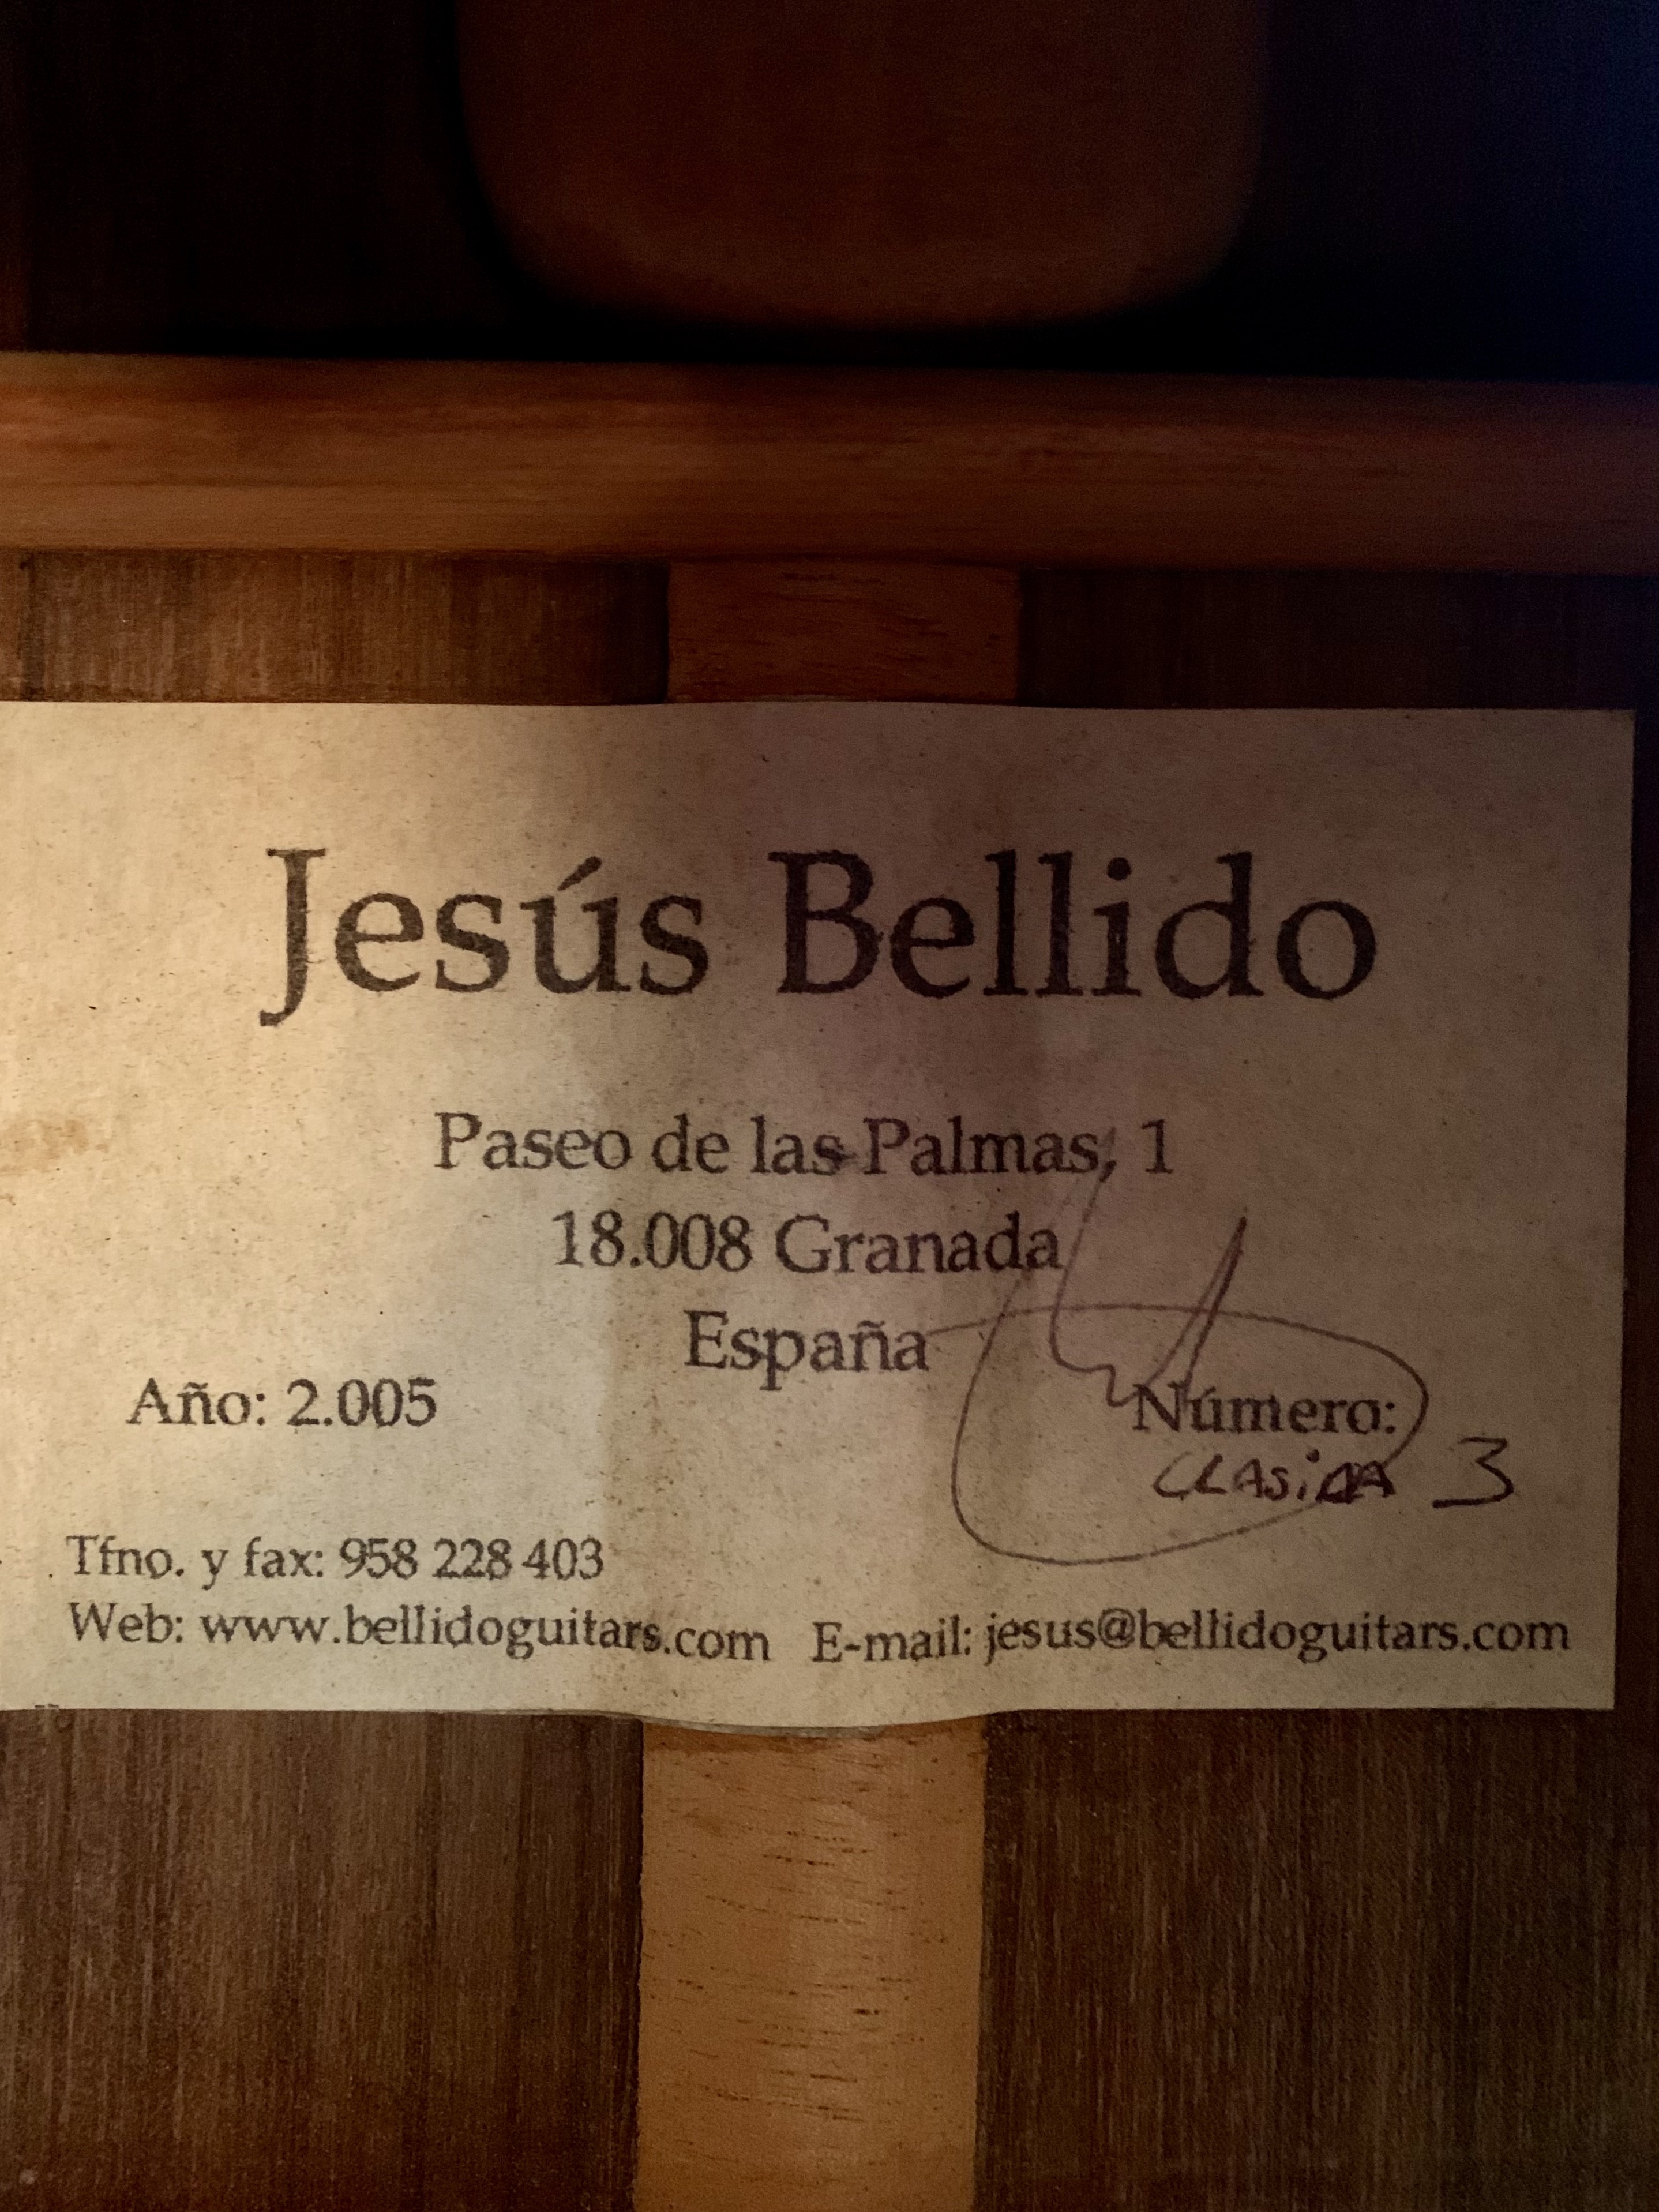 Jesús Bellido
Paseo de las Palmas, 1
18.008 Granada
España
Año: 2.005
Número:
CLASICA 3
Tfno. y fax: 958 228 403
Web: www.bellidoguitars.com E-mail: jesus@bellidoguitars.com